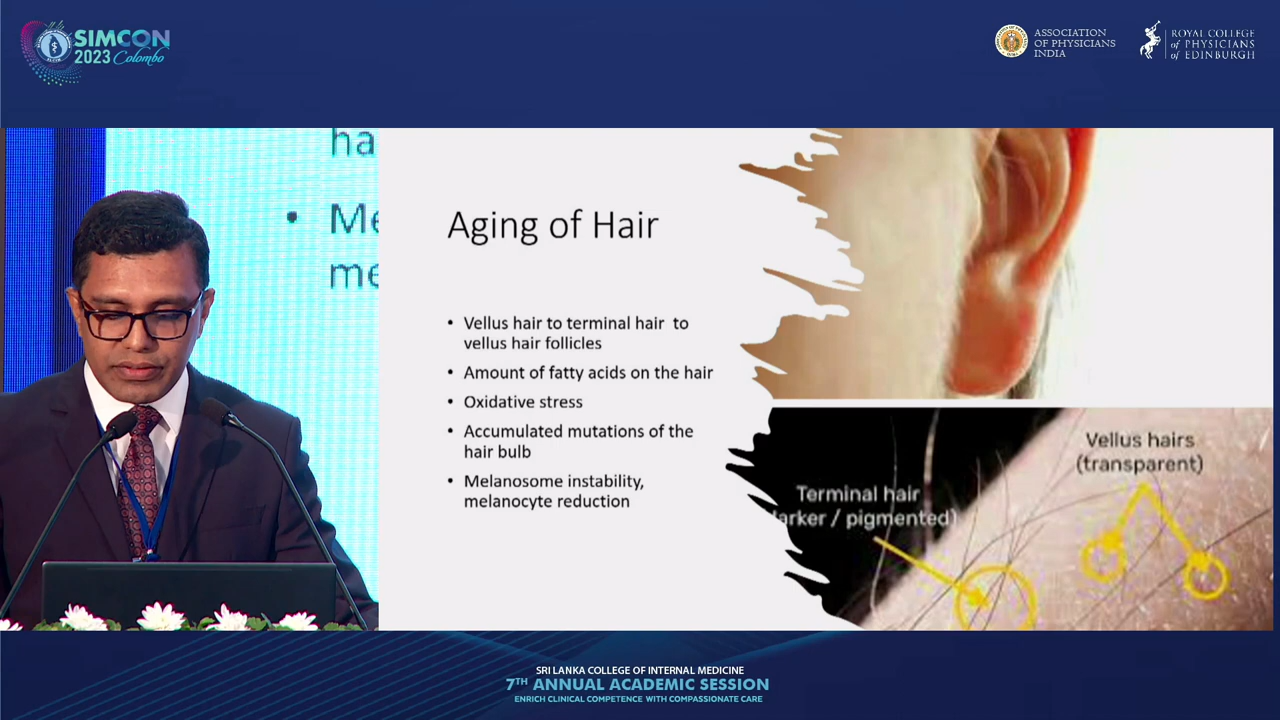 SIMCON
2023 Colombo
ASSOCIATION
OF PHYSICIANS
INDIA
ROYAL COLLEGE
of PHYSICIANS
of EDINBURGH
ha
• Me
me
Aging of Hair
• Vellus hair to terminal hair to
vellus hair follicles
• Amount of fatty acids on the hair
• Oxidative stress
• Accumulated mutations of the
hair bulb
• Melanosome instability,
melanocyte reduction
Vellus hairs
(transparent)
Terminal hair
arker / pigmented)
SRI LANKA COLLEGE OF INTERNAL MEDICINE
7TH ANNUAL ACADEMIC SESSION
ENRICH CLINICAL COMPETENCE WITH COMPASSIONATE CARE